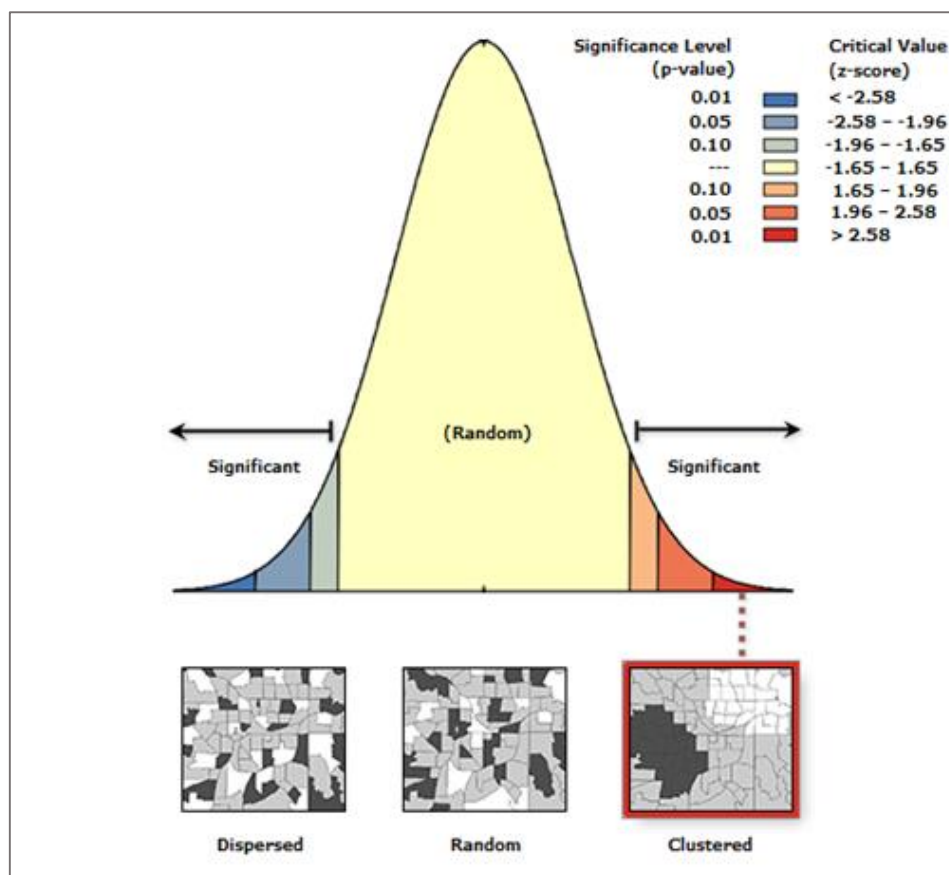 Significance Level Critical Value
(p-value) (z-score)
0.01 < -2.58
0.05 -2.58 – -1.96
0.10 -1.96 – -1.65
--- -1.65 – 1.65
0.10 1.65 – 1.96
0.05 1.96 – 2.58
0.01 > 2.58
(Random)
Significant Significant
Dispersed Random Clustered